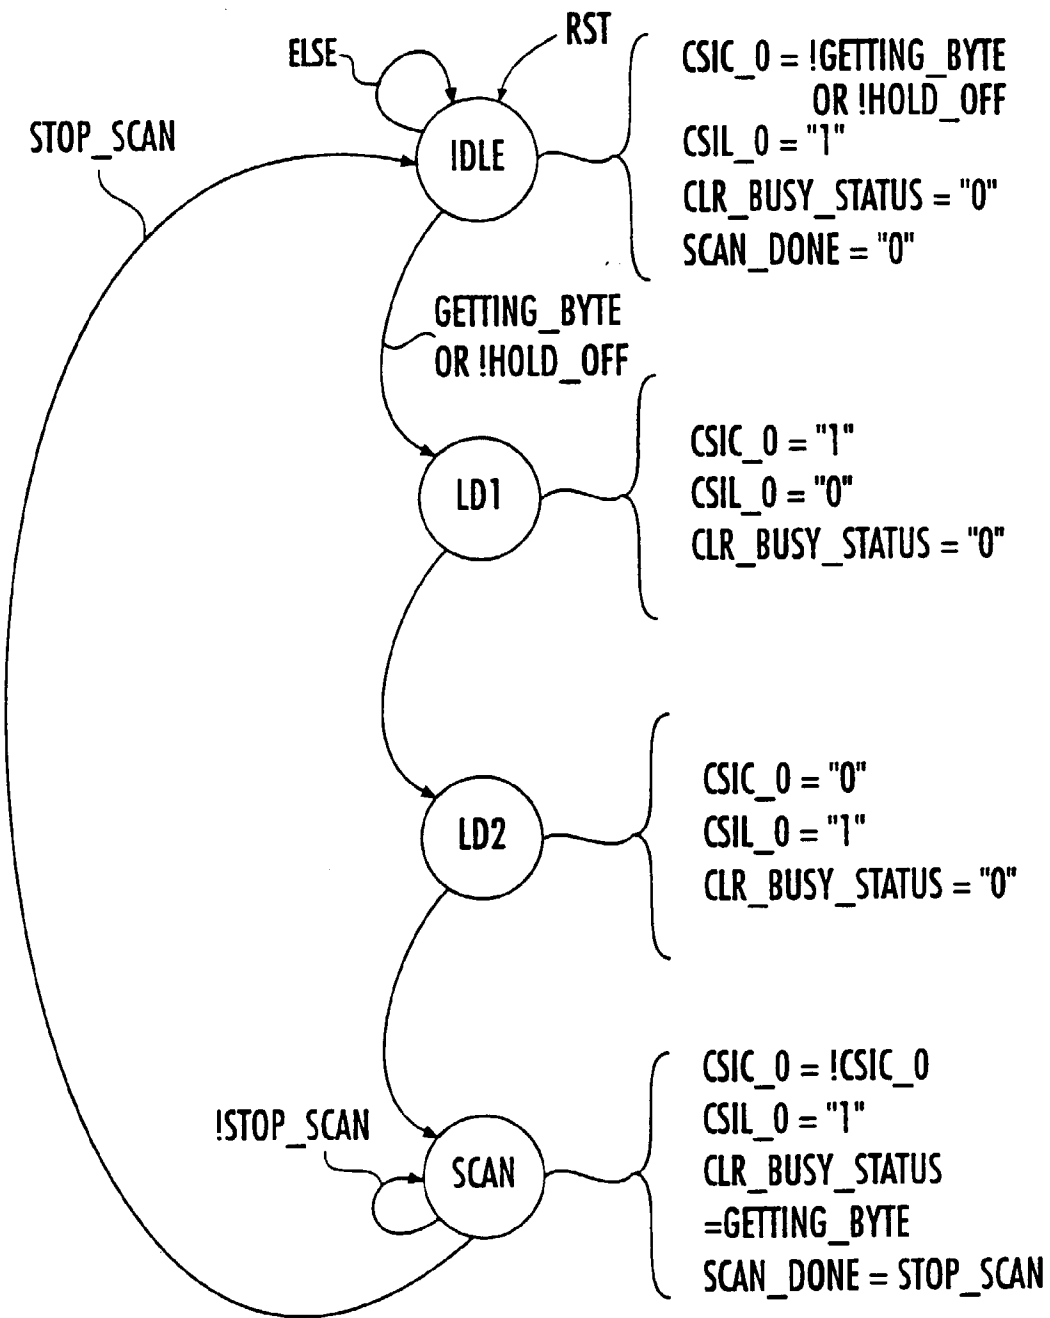 ELSE
RST
CSIC_0 = !GETTING_BYTE
OR !HOLD_OFF
CSIL_0 = "1"
CLR_BUSY_STATUS = "0"
SCAN_DONE = "0"
STOP_SCAN
IDLE
GETTING_BYTE
OR !HOLD_OFF
LD1
CSIC_0 = "1"
CSIL_0 = "0"
CLR_BUSY_STATUS = "0"
LD2
CSIC_0 = "0"
CSIL_0 = "1"
CLR_BUSY_STATUS = "0"
!STOP_SCAN
SCAN
CSIC_0 = !CSIC_0
CSIL_0 = "1"
CLR_BUSY_STATUS
=GETTING_BYTE
SCAN_DONE = STOP_SCAN